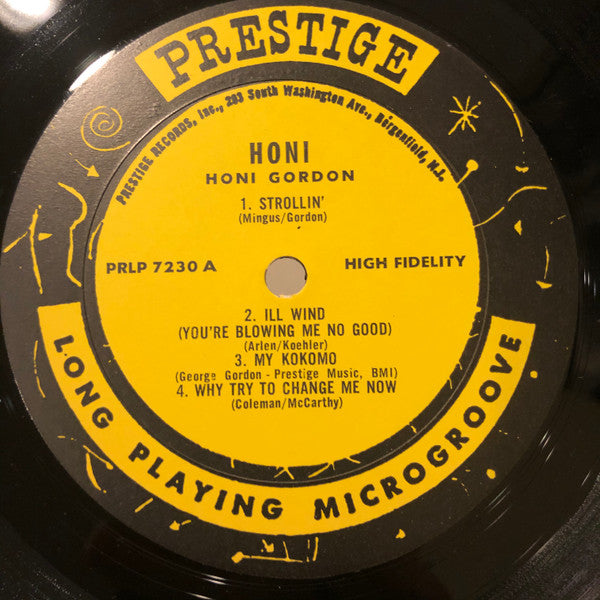 PRESTIGE
PRESTIGE RECORDS, Inc., 203 South Washington Ave., Bergenfield, N.J.
HONI
HONI GORDON
1. STROLLIN'
(Mingus/Gordon)
PRLP 7230 A
HIGH FIDELITY
2. ILL WIND
(YOU'RE BLOWING ME NO GOOD)
(Arlen/Koehler)
3. MY KOKOMO
(George Gordon - Prestige Music, BMI)
4. WHY TRY TO CHANGE ME NOW
(Coleman/McCarthy)
LONG PLAYING MICROGROOVE